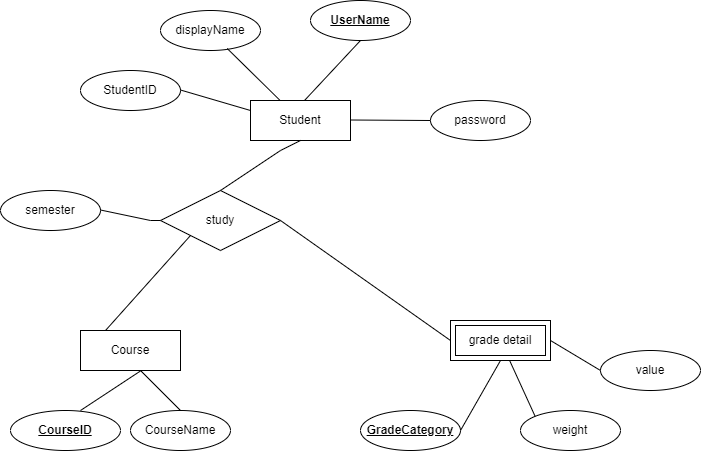 UserName
displayName
StudentID
Student
password
semester
study
grade detail
Course
value
CourseID
CourseName
GradeCategory
weight